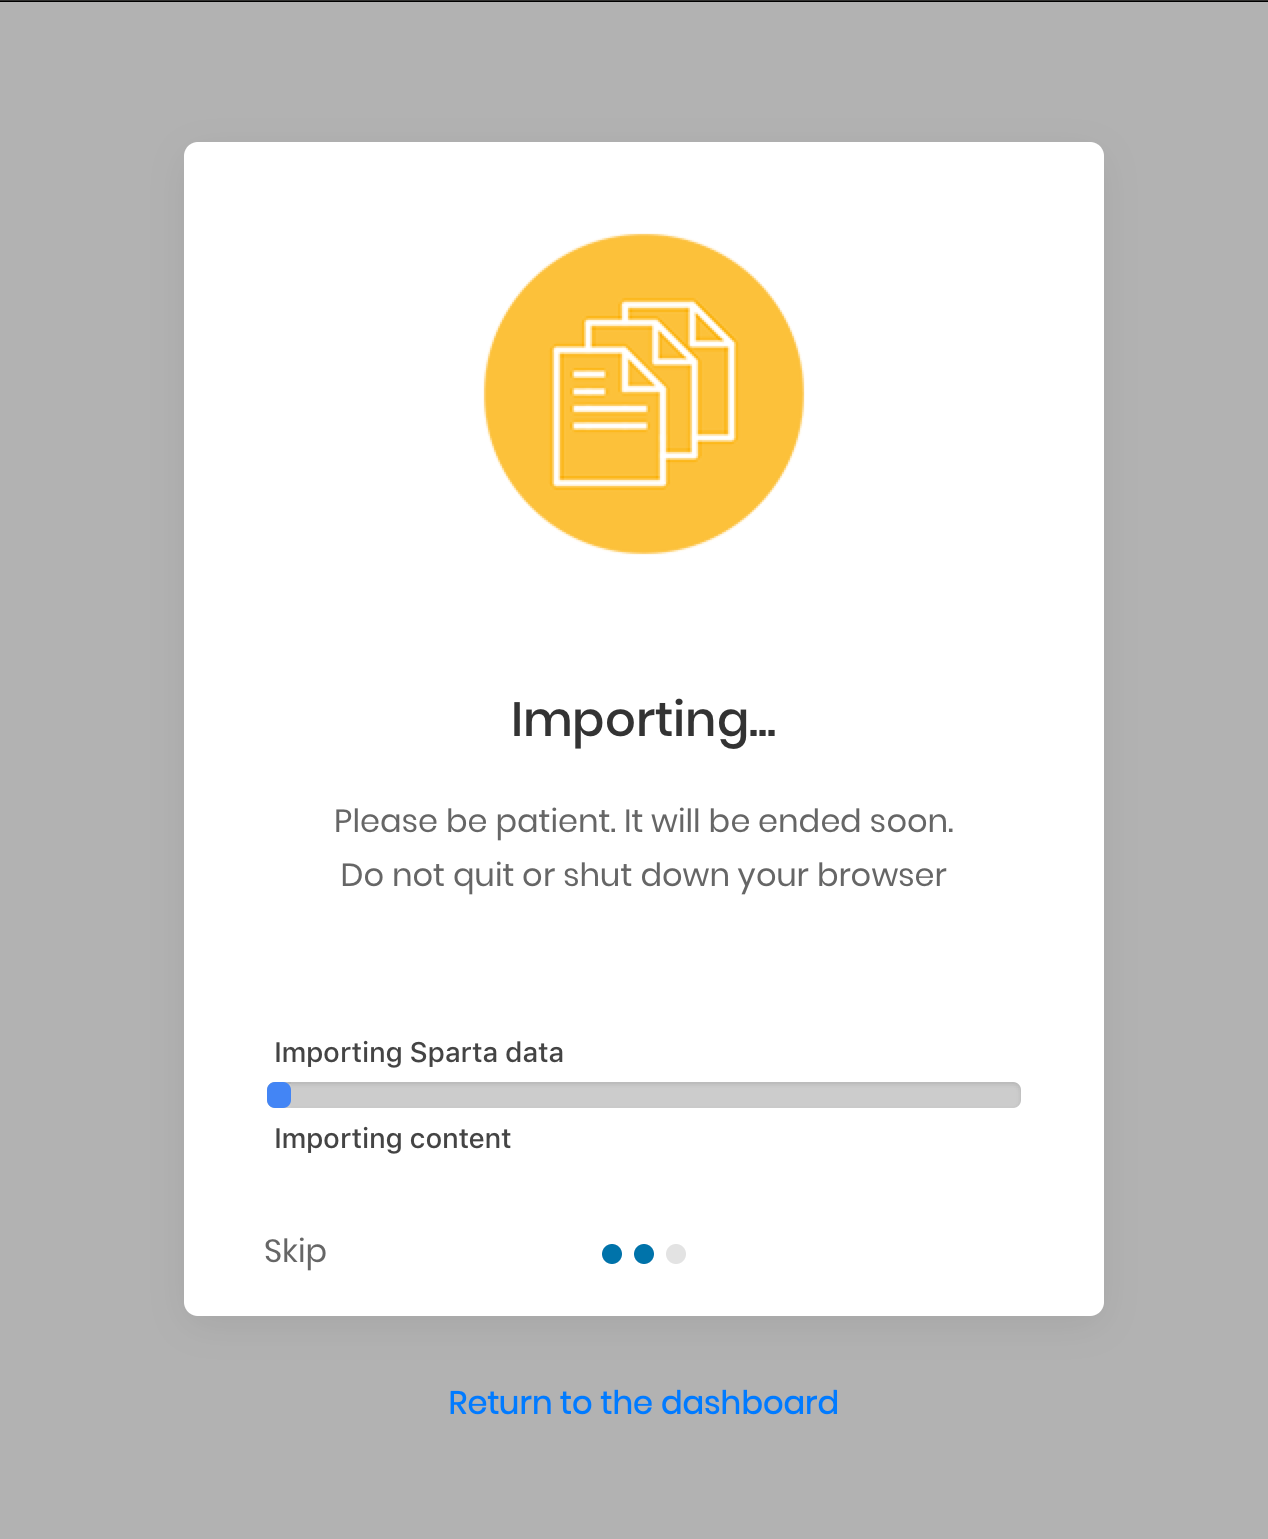 Importing...
Please be patient. It will be ended soon.
Do not quit or shut down your browser
Importing Sparta data
Importing content
Skip
Return to the dashboard